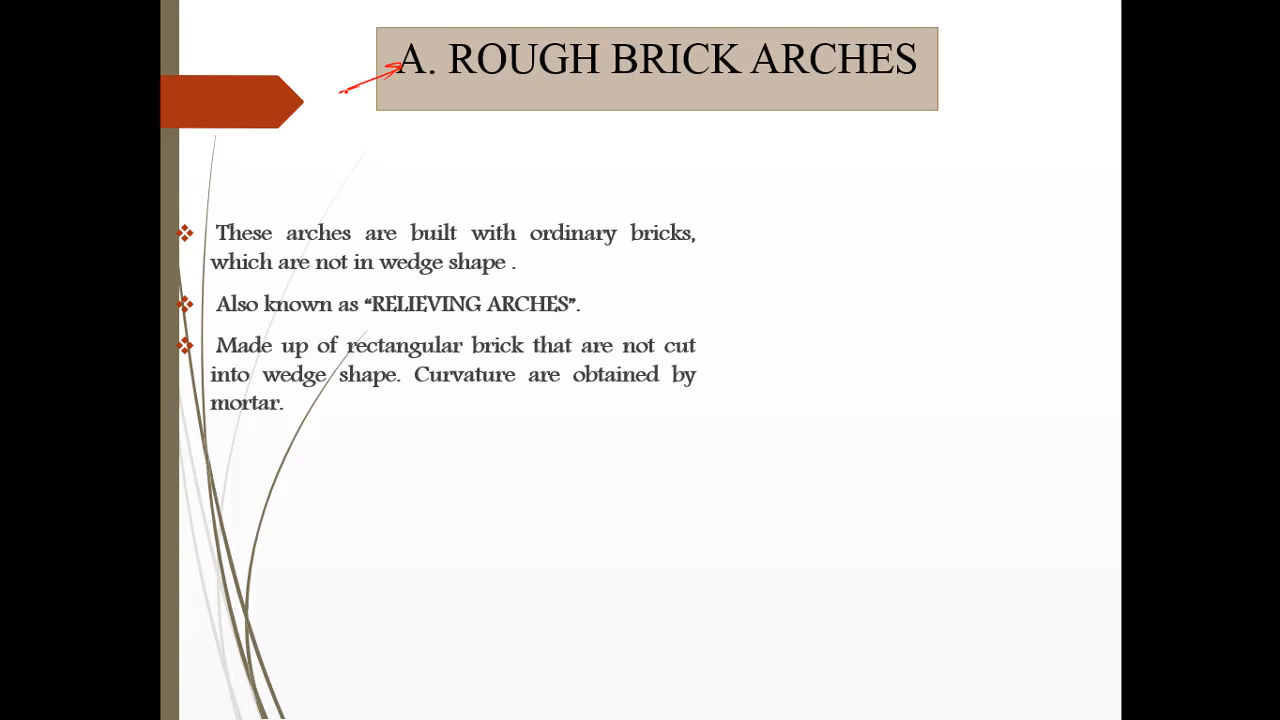 A. ROUGH BRICK ARCHES
These arches are built with ordinary bricks,
which are not in wedge shape .
Also known as “RELIEVING ARCHES”.
Made up of rectangular brick that are not cut
into wedge shape. Curvature are obtained by
mortar.